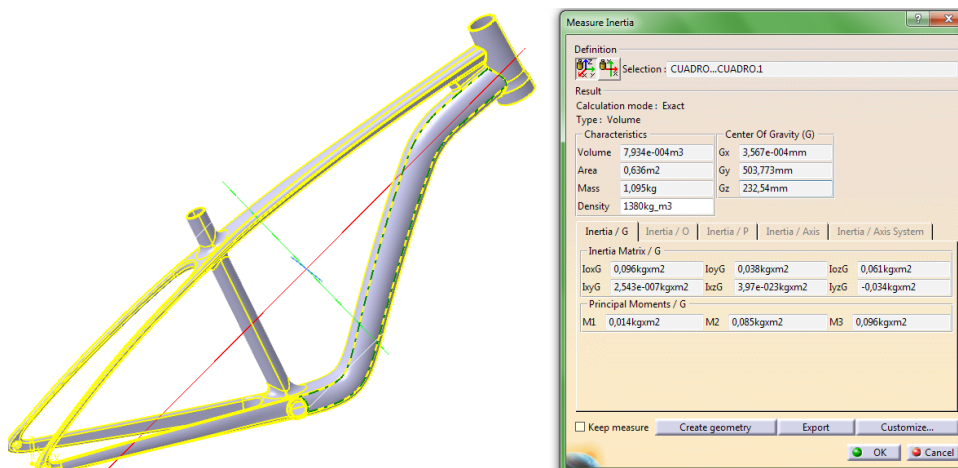 Measure Inertia
Definition
Selection : CUADRO...CUADRO.1
Result
Calculation mode : Exact
Type : Volume
Characteristics
Center Of Gravity (G)
Volume 7,934e-004m3 Gx 3,567e-004mm
Area 0,636m2 Gy 503,773mm
Mass 1,095kg Gz 232,54mm
Density 1380kg_m3
Inertia / G Inertia / O Inertia / P Inertia / Axis Inertia / Axis System
Inertia Matrix / G
IoxG 0,096kgxm2 IoyG 0,038kgxm2 IozG 0,061kgxm2
IxyG 2,543e-007kgxm2 IxzG 3,97e-023kgxm2 IyzG -0,034kgxm2
Principal Moments / G
M1 0,014kgxm2 M2 0,085kgxm2 M3 0,096kgxm2
Keep measure Create geometry Export Customize...
OK Cancel